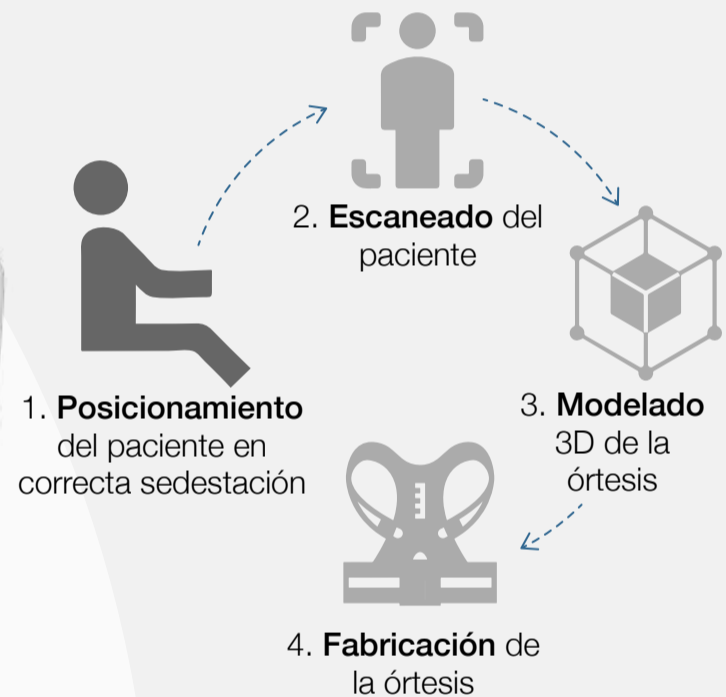 1. Posicionamiento
del paciente en
correcta sedestación
2. Escaneado del
paciente
3. Modelado
3D de la
órtesis
4. Fabricación de
la órtesis